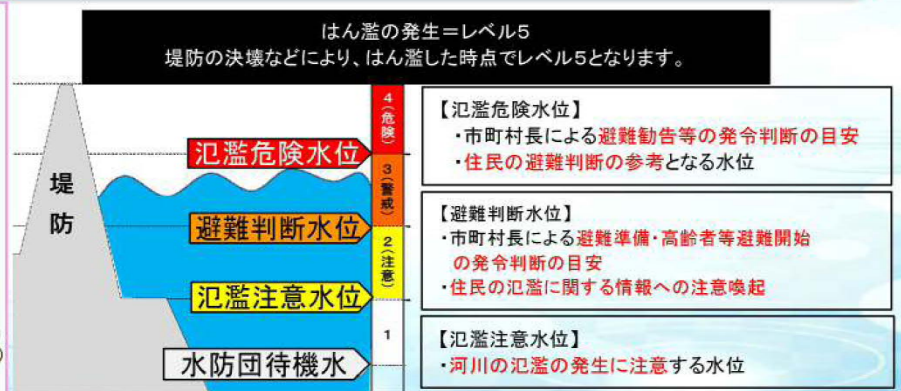 はん濫の発生＝レベル５
堤防の決壊などにより、はん濫した時点でレベル５となります。
4(危険)
氾濫危険水位
3(警戒)
堤防
避難判断水位
2(注意)
氾濫注意水位
1
水防団待機水
【氾濫危険水位】
・市町村長による避難勧告等の発令判断の目安
・住民の避難判断の参考となる水位
【避難判断水位】
・市町村長による避難準備・高齢者等避難開始
の発令判断の目安
・住民の氾濫に関する情報への注意喚起
【氾濫注意水位】
・河川の氾濫の発生に注意する水位
)